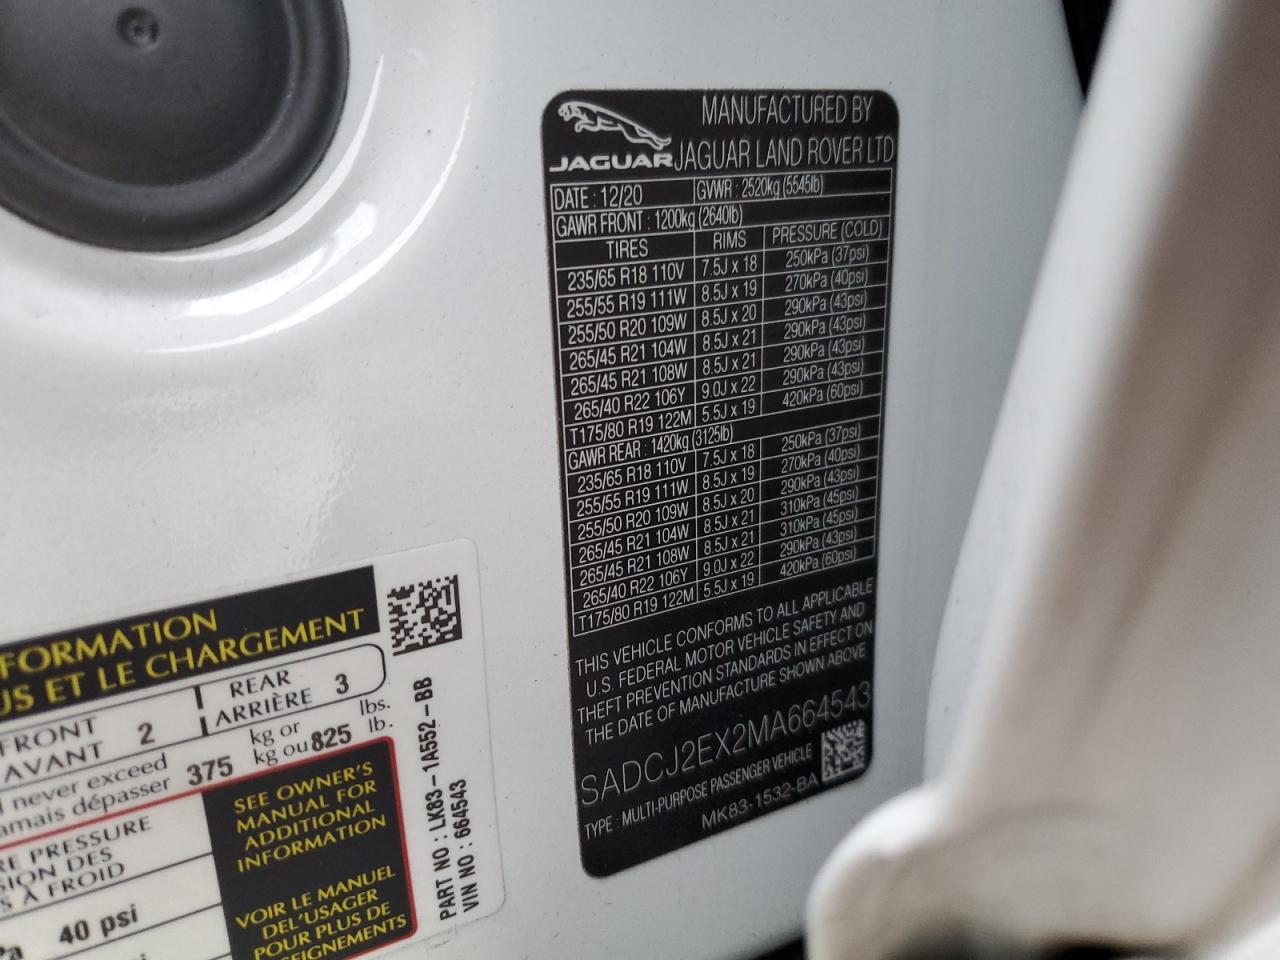 JAGUAR
MANUFACTURED BY
JAGUAR LAND ROVER LTD
DATE : 12/20 GVWR : 2520kg (5545lb)
GAWR FRONT : 1200kg (2640lb)
TIRES RIMS PRESSURE (COLD)
235/65 R18 110V 7.5J x 18 250kPa (37psi)
255/55 R19 111W 8.5J x 19 270kPa (40psi)
255/50 R20 109W 8.5J x 20 290kPa (43psi)
265/45 R21 104W 8.5J x 21 290kPa (43psi)
265/45 R21 108W 8.5J x 21 290kPa (43psi)
265/40 R22 106Y 9.0J x 22 290kPa (43psi)
T175/80 R19 122M 5.5J x 19 420kPa (60psi)
GAWR REAR : 1420kg (3125lb)
235/65 R18 110V 7.5J x 18 250kPa (37psi)
255/55 R19 111W 8.5J x 19 270kPa (40psi)
255/50 R20 109W 8.5J x 20 290kPa (43psi)
265/45 R21 104W 8.5J x 21 310kPa (45psi)
265/45 R21 108W 8.5J x 21 310kPa (45psi)
265/40 R22 106Y 9.0J x 22 290kPa (43psi)
T175/80 R19 122M 5.5J x 19 420kPa (60psi)
THIS VEHICLE CONFORMS TO ALL APPLICABLE
U.S. FEDERAL MOTOR VEHICLE SAFETY AND
THEFT PREVENTION STANDARDS IN EFFECT ON
THE DATE OF MANUFACTURE SHOWN ABOVE
SADCJ2EX2MA664543
TYPE : MULTI-PURPOSE PASSENGER VEHICLE
MK83-1532-BA
FORMATION
US ET LE CHARGEMENT
FRONT
AVANT 2
REAR
ARRIÈRE 3
never exceed
amais dépasser 375 kg or
kg ou 825 lbs.
lb.
RE PRESSURE
SION DES
S À FROID
40 psi
SEE OWNER'S
MANUAL FOR
ADDITIONAL
INFORMATION
VOIR LE MANUEL
DEL'USAGER
POUR PLUS DE
SEIGNEMENTS
PART NO : LK83-1A552-BB
VIN NO : 664543